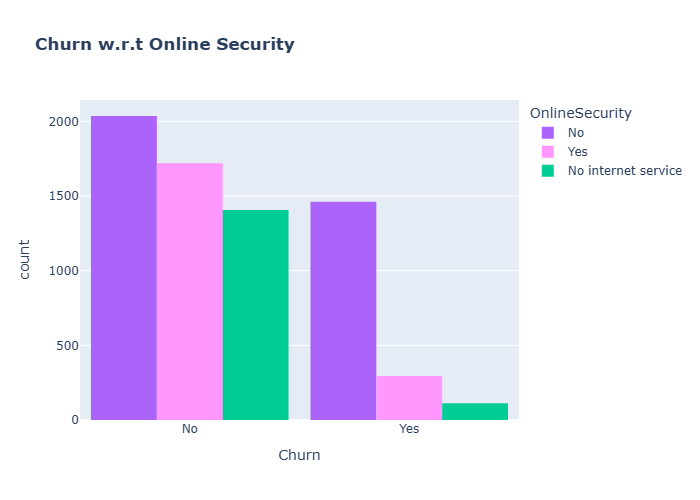 Churn w.r.t Online Security
OnlineSecurity
No
Yes
No internet service
2000
1500
1000
500
0
count
No
Yes
Churn